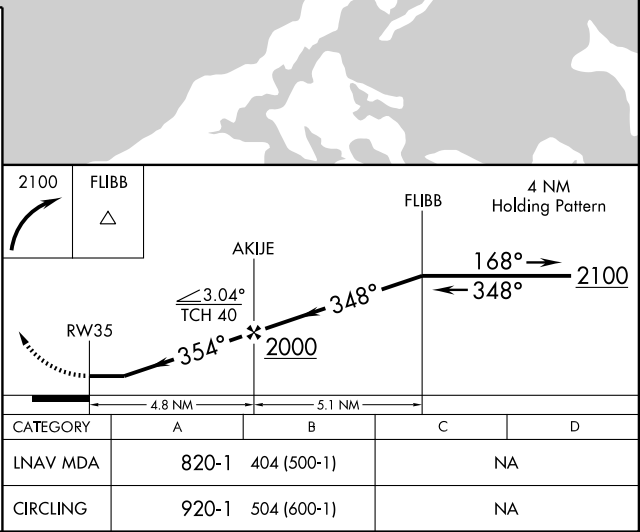 2100
FLIBB
FLIBB
4 NM
Holding Pattern
AKIJE
168°
2100
348°
3.04°
TCH 40
348°
RW35
354°
2000
4.8 NM
5.1 NM
CATEGORY A B C D
LNAV MDA 820-1 404 (500-1) NA
CIRCLING 920-1 504 (600-1) NA